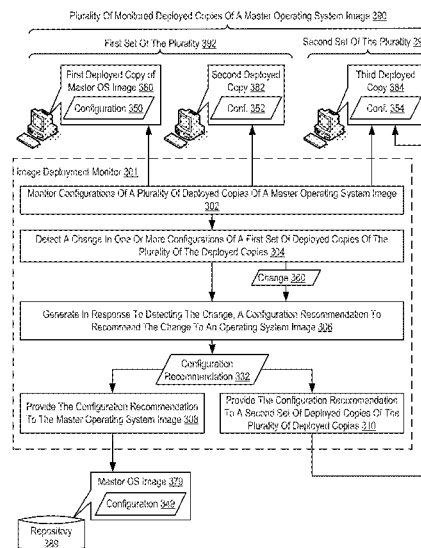 Plurality Of Monitored Deployed Copies Of A Master Operating System Image 390
First Set Of The Plurality 392
Second Set Of The Plurality
First Deployed Copy of
Master OS Image 380
Configuration 350
Second Deployed
Copy 382
Conf. 352
Third Deployed
Copy 384
Conf. 354
Image Deployment Monitor 301
Monitor Configurations Of A Plurality Of Deployed Copies Of A Master Operating System Image
302
Detect A Change In One Or More Configurations Of A First Set Of Deployed Copies Of The
Plurality Of The Deployed Copies 304
Change 360
Generate In Response To Detecting The Change, A Configuration Recommendation To
Recommend The Change To An Operating System Image 306
Configuration
Recommendation 332
Provide The Configuration Recommendation
To The Master Operating System Image 308
Provide The Configuration Recommendation
To A Second Set Of Deployed Copies Of The
Plurality Of Deployed Copies 310
Master OS Image 379
Configuration 349
Repository
389